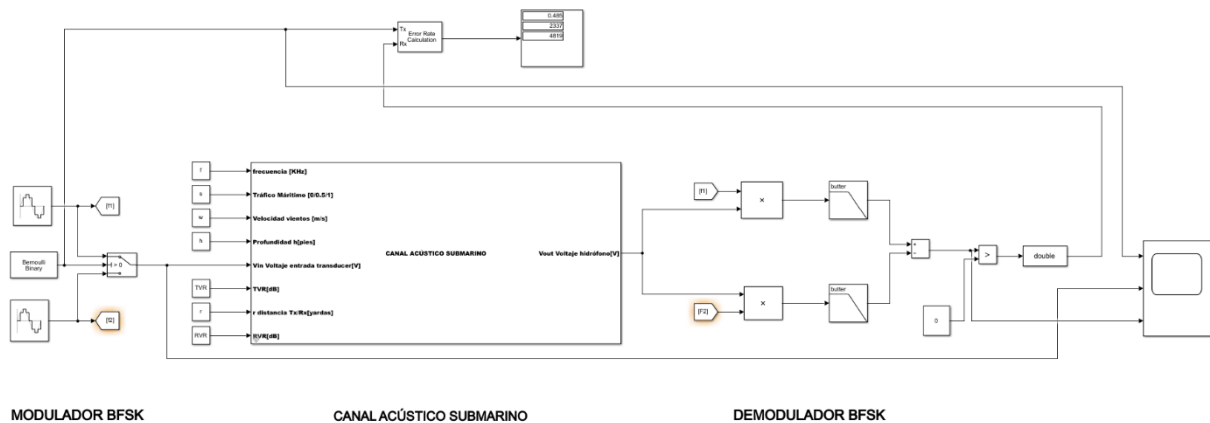 0.485
2337
4819
Tx
Rx
Error Rate
Calculation
f
frecuencia [KHz]
s
Tráfico Máritimo [0/0.5/1]
w
Velocidad vientos [m/s]
h
Profundidad h[pies]
CANAL ACÚSTICO SUBMARINO
Vout Voltaje hidrófono[V]
Vin Voltaje entrada transducer[V]
TVR
TVR[dB]
r
r distancia Tx/Rx[yardas]
RVR
RVR[dB]
[f1]
Bernoulli
Binary
> 0
[f2]
[f1]
×
butter
+
-
>
double
[F2]
×
butter
0
MODULADOR BFSK
CANAL ACÚSTICO SUBMARINO
DEMODULADOR BFSK